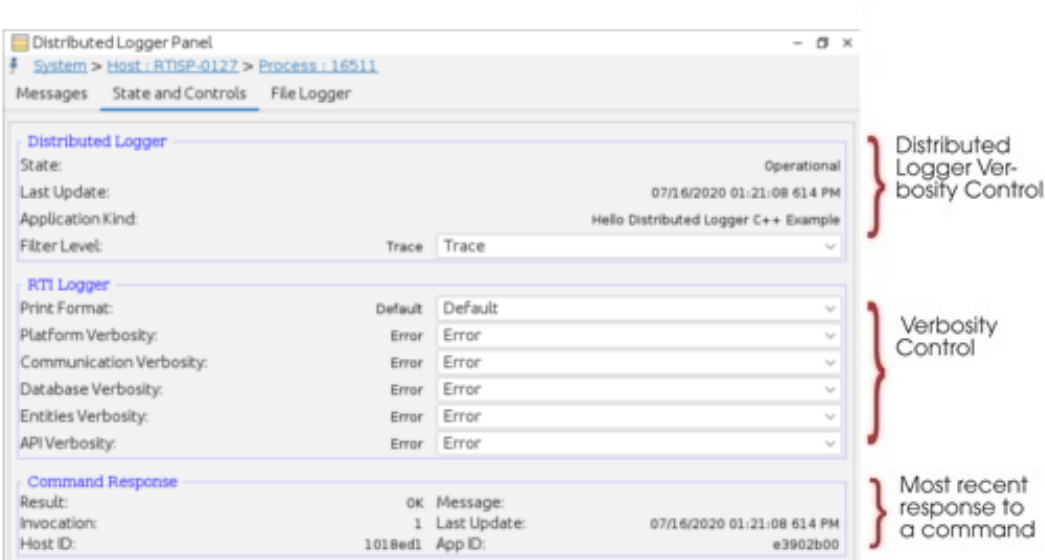 Distributed Logger Panel
System > Host : RTISP-0127 > Process : 16511
Messages State and Controls File Logger
Distributed Logger
State: Operational
Last Update: 07/16/2020 01:21:08 614 PM
Application Kind: Hello Distributed Logger C++ Example
Filter Level: Trace Trace
Distributed
Logger Ver-
bosity Control
RTI Logger
Print Format: Default Default
Platform Verbosity: Error Error
Communication Verbosity: Error Error
Database Verbosity: Error Error
Entities Verbosity: Error Error
API Verbosity: Error Error
Verbosity
Control
Command Response
Result: OK Message:
Invocation: 1 Last Update: 07/16/2020 01:21:08 614 PM
Host ID: 1018ed1 App ID: e3902b00
Most recent
response to
a command